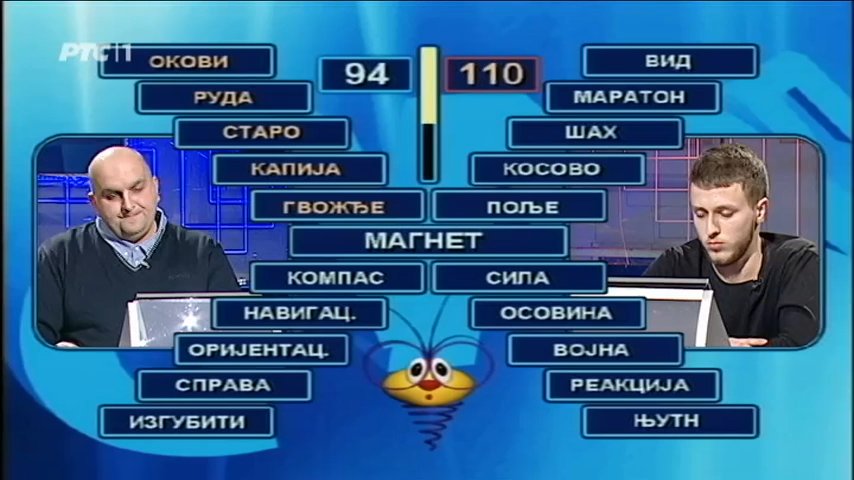 РТС 1
ОКОВИ
94
110
ВИД
РУДА
МАРАТОН
СТАРО
ШАХ
КАПИЈА
КОСОВО
ГВОЖЂЕ
ПОЉЕ
МАГНЕТ
КОМПАС
СИЛА
НАВИГАЦ.
ОСОВИНА
ОРИЈЕНТАЦ.
ВОЈНА
СПРАВА
РЕАКЦИЈА
ИЗГУБИТИ
ЊУТН